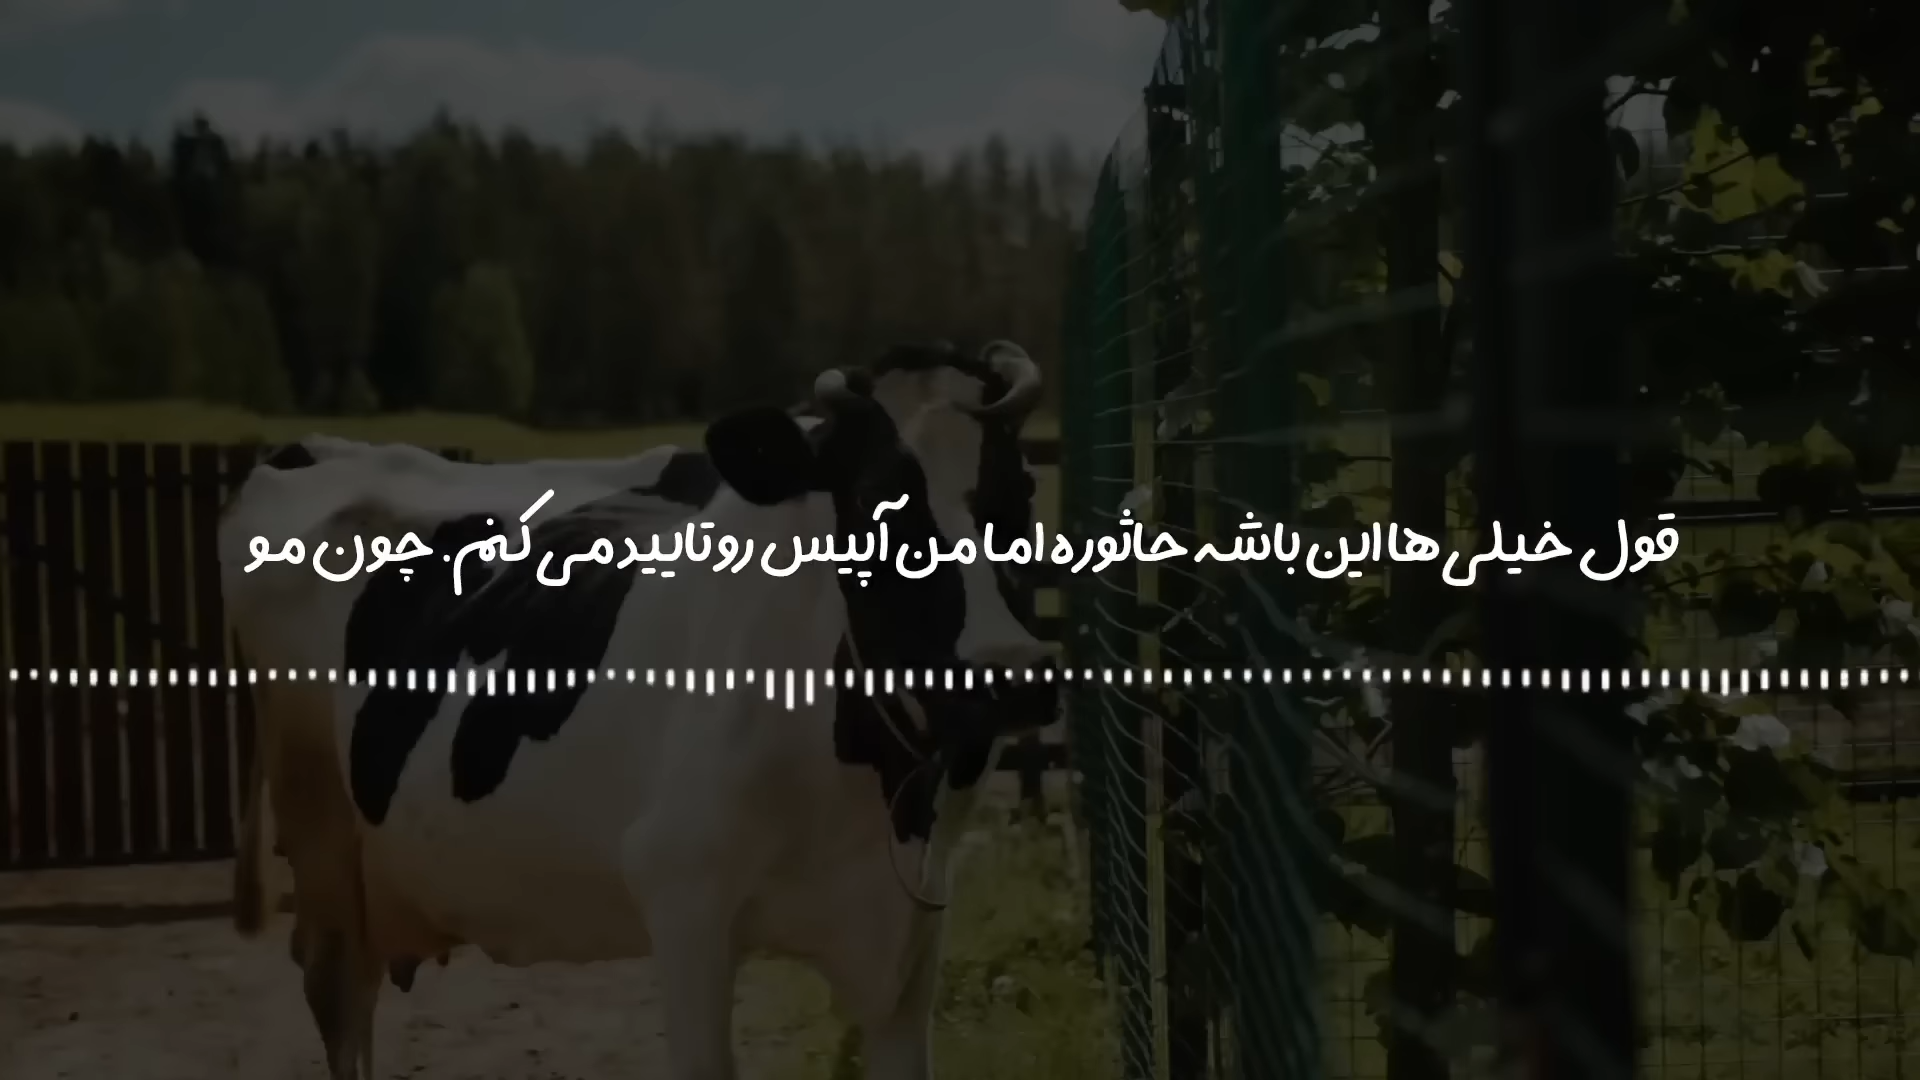 قول خیلی ها این باشه حاثوره اما من آپیس رو تایید می کنم. چون مو